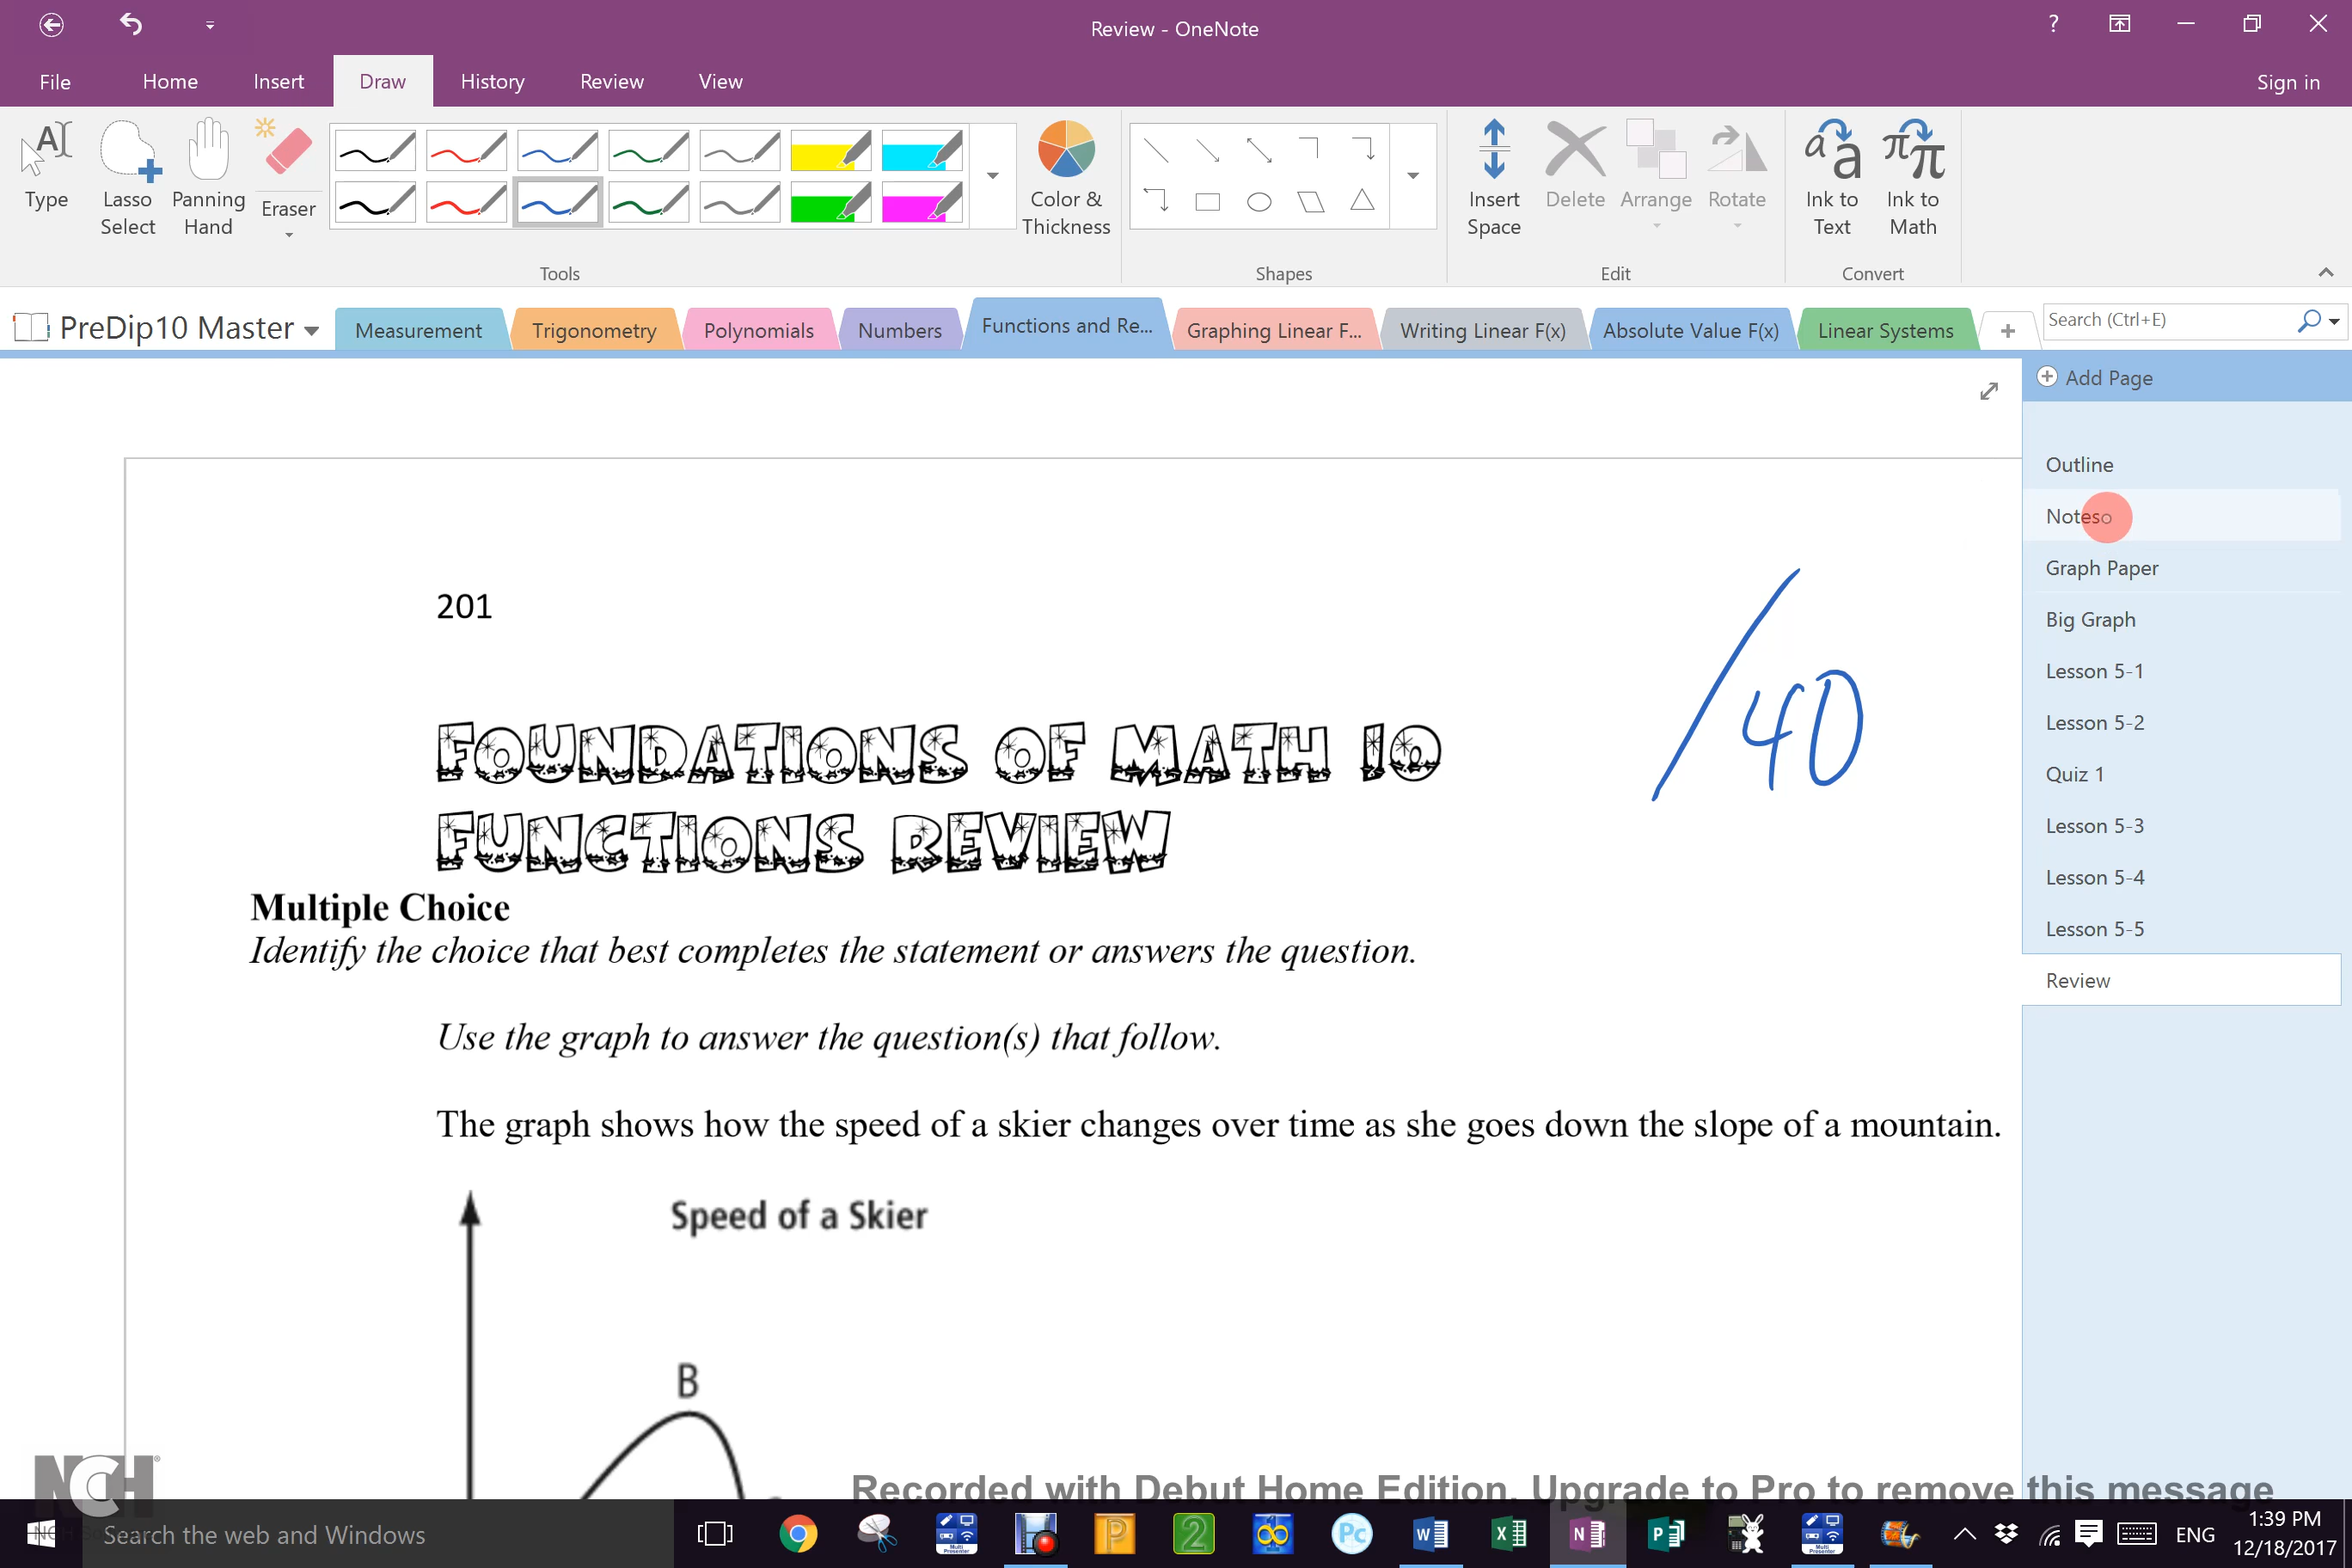 Review - OneNote
?
File
Home
Insert
Draw
History
Review
View
Sign in
Type
Lasso Select
Panning Hand
Eraser
Color & Thickness
Insert Space
Delete
Arrange
Rotate
Ink to Text
Ink to Math
Tools
Shapes
Edit
Convert
PreDip10 Master
Measurement
Trigonometry
Polynomials
Numbers
Functions and Re...
Graphing Linear F...
Writing Linear F(x)
Absolute Value F(x)
Linear Systems
Search (Ctrl+E)
Add Page
Outline
Notes
Graph Paper
Big Graph
Lesson 5-1
Lesson 5-2
Quiz 1
Lesson 5-3
Lesson 5-4
Lesson 5-5
Review
201
/40
FOUNDATIONS OF MATH 10
FUNCTIONS REVIEW
Multiple Choice
Identify the choice that best completes the statement or answers the question.
Use the graph to answer the question(s) that follow.
The graph shows how the speed of a skier changes over time as she goes down the slope of a mountain.
Speed of a Skier
B
NCH
Recorded with Debut Home Edition. Upgrade to Pro to remove this message
Search the web and Windows
ENG
1:39 PM
12/18/2017